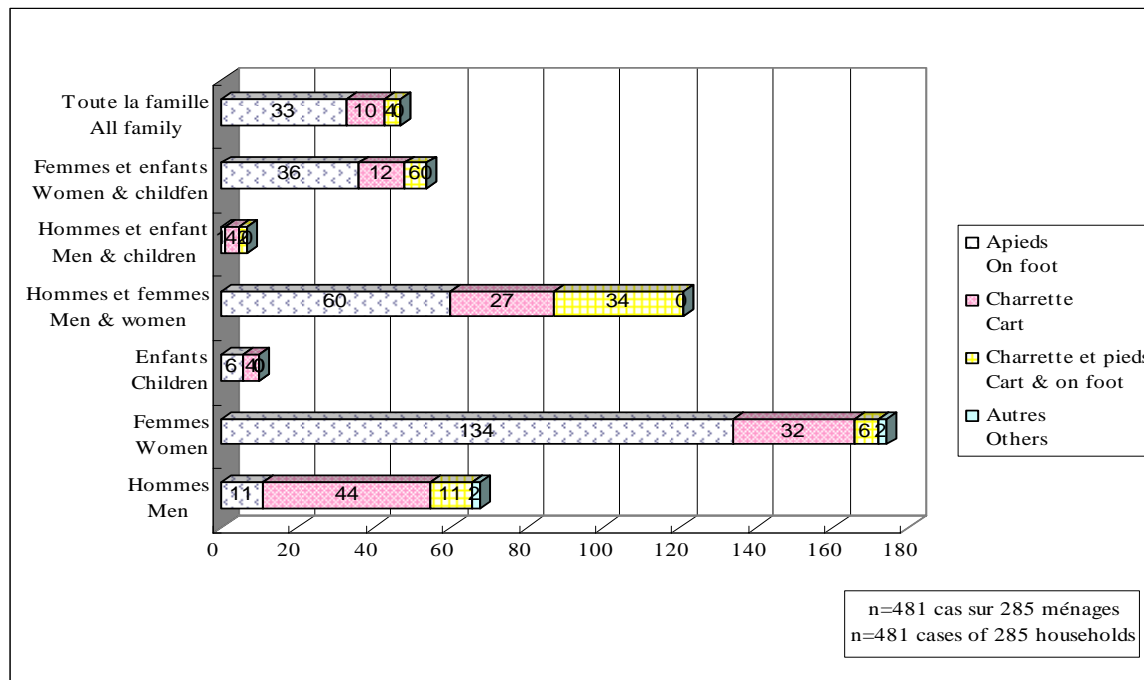 Toute la famille
All family
33 10 4 0
Femmes et enfants
Women & childfen
36 12 6 0
Hommes et enfant
Men & children
1 4 2 0
Hommes et femmes
Men & women
60 27 34 0
Enfants
Children
6 4 0
Femmes
Women
134 32 6 2
Hommes
Men
11 44 11 2
0 20 40 60 80 100 120 140 160 180
Apieds
On foot
Charrette
Cart
Charrette et pieds
Cart & on foot
Autres
Others
n=481 cas sur 285 ménages
n=481 cases of 285 households